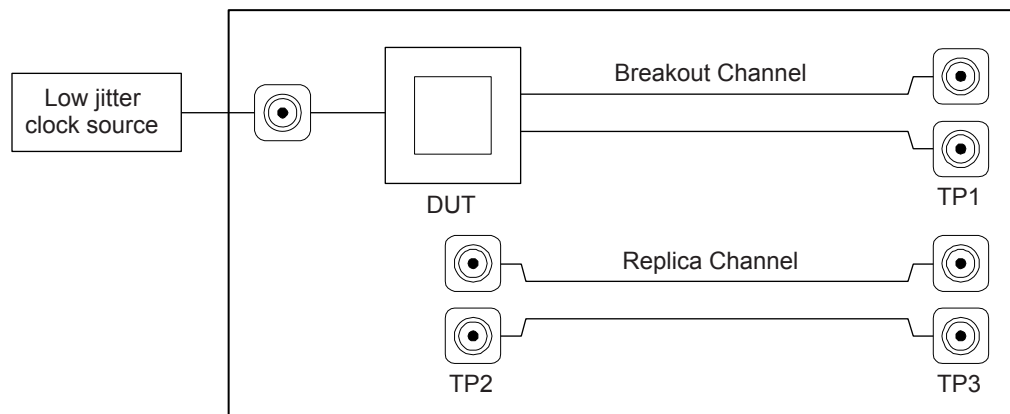 Low jitter
clock source
Breakout Channel
DUT
TP1
Replica Channel
TP2
TP3